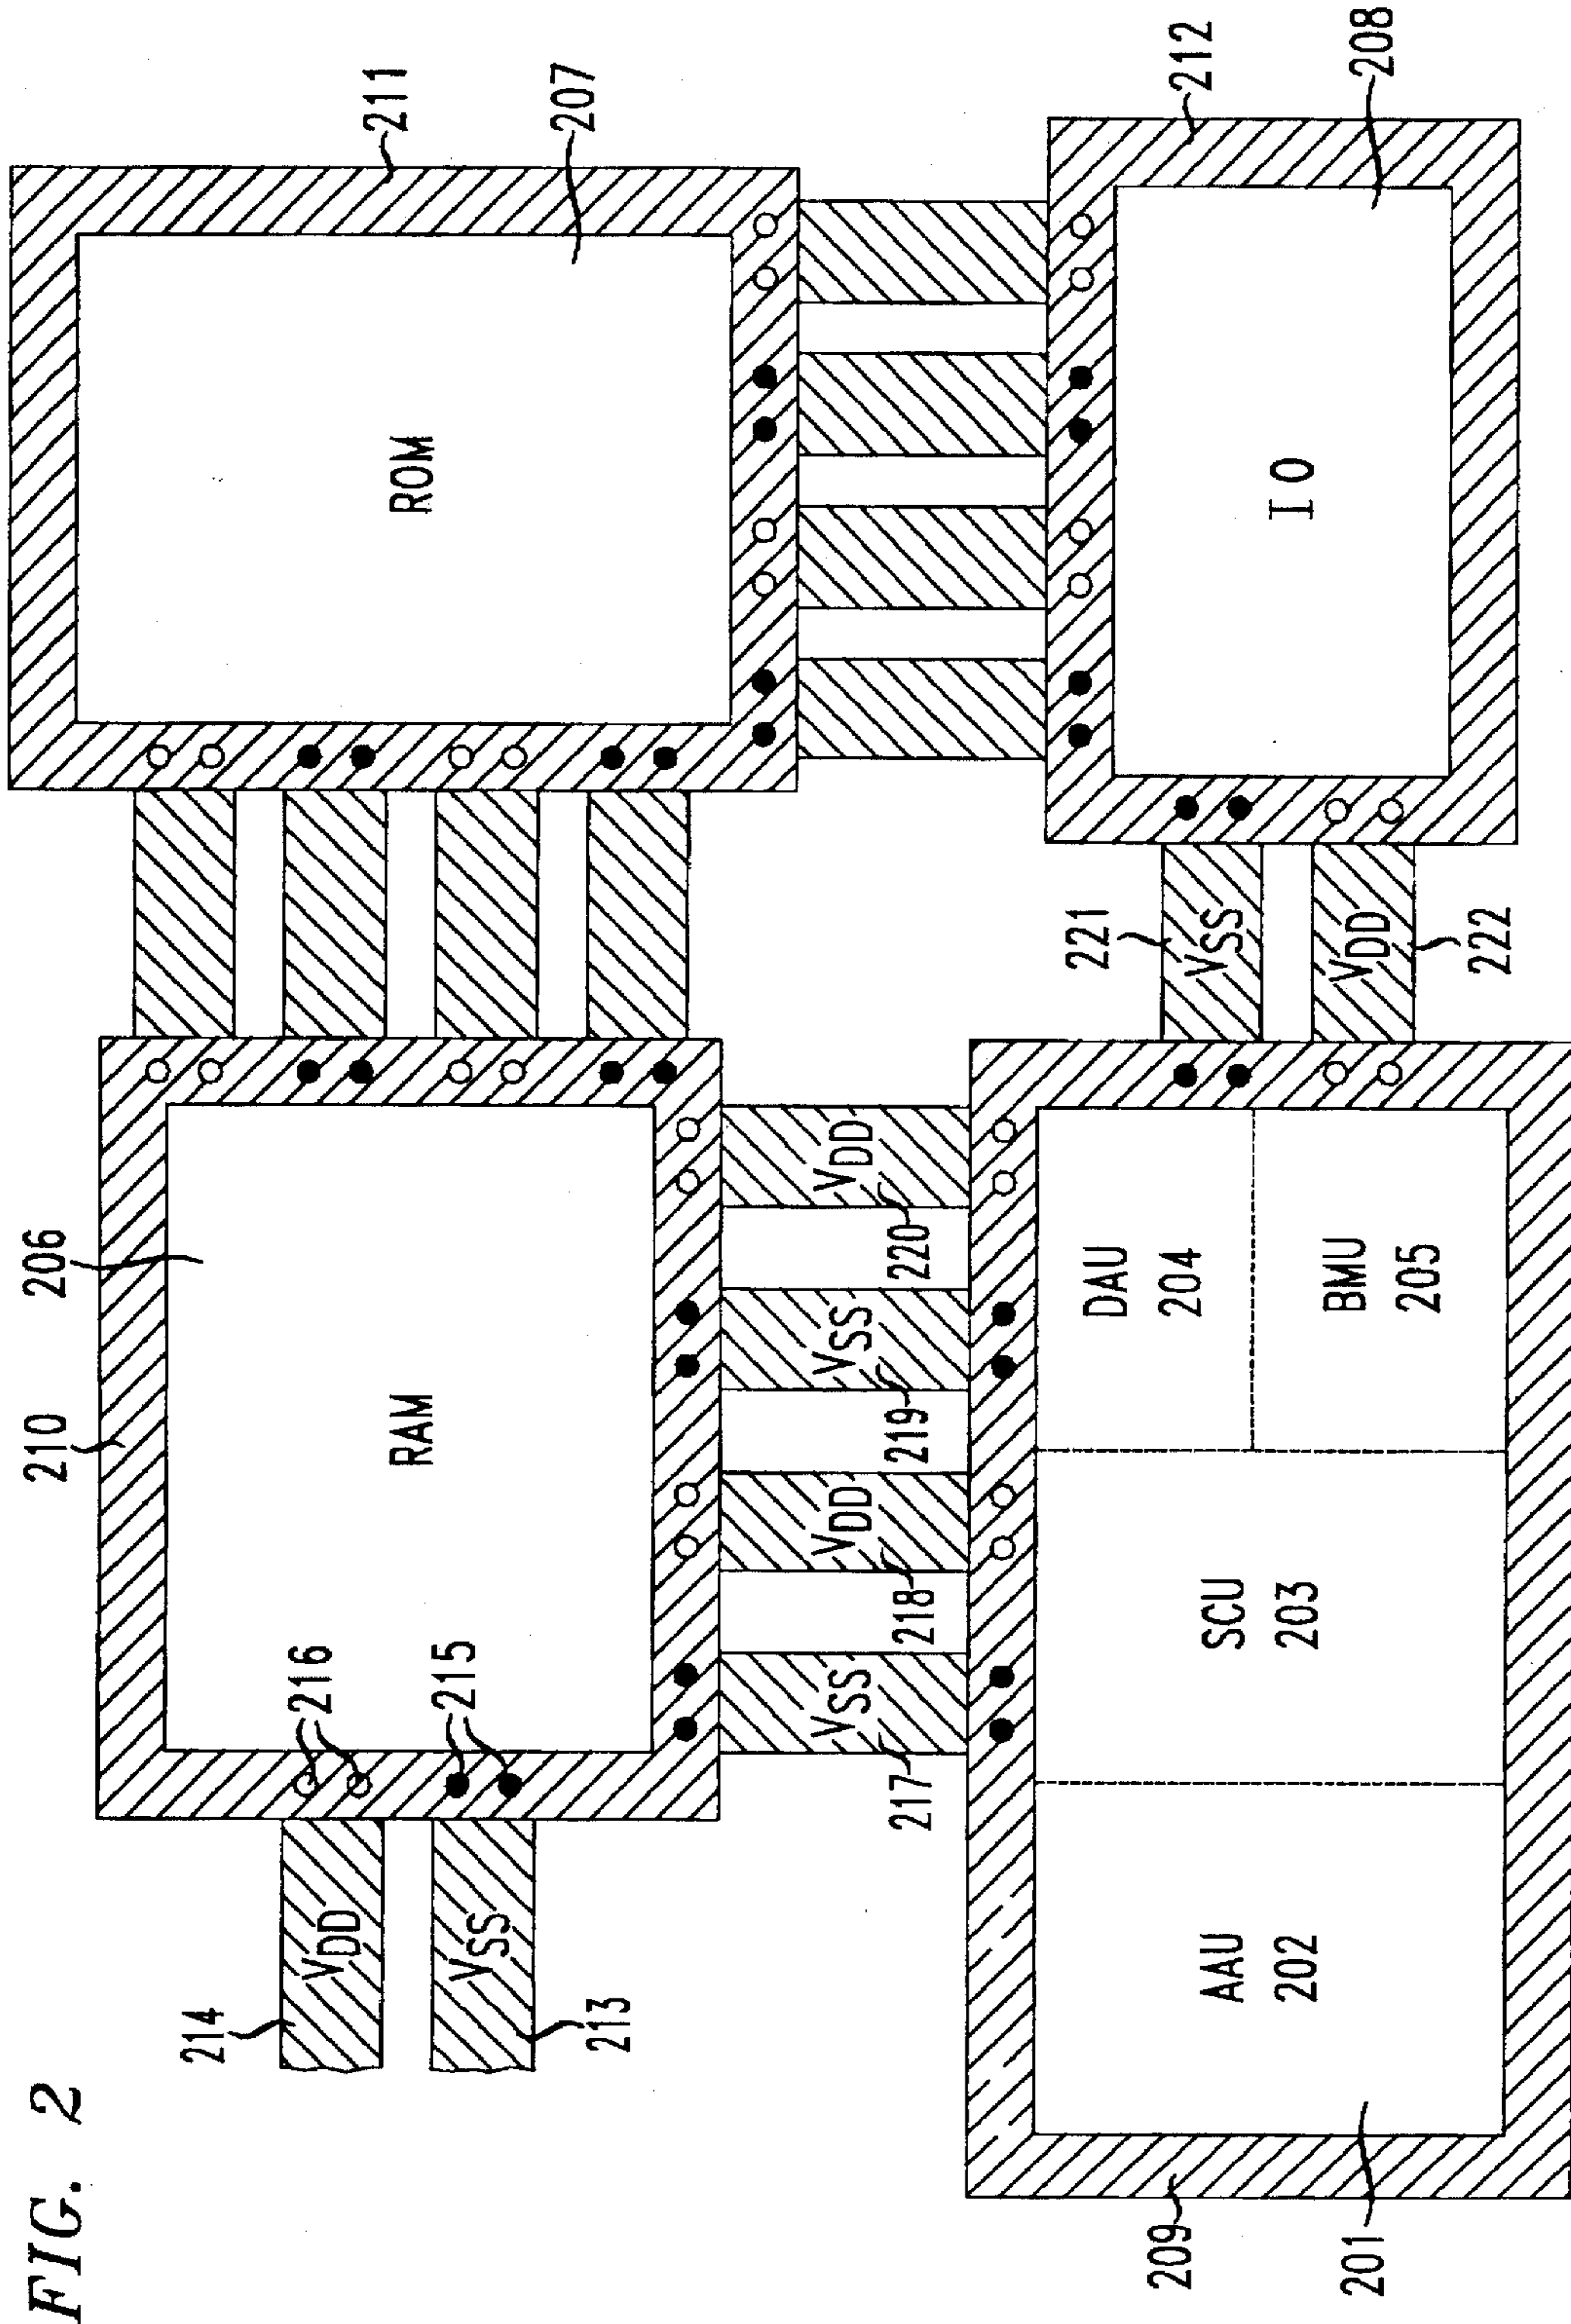 FIG. 2
210
206
214
VDD
VSS
213
216
215
RAM
ROM
211
207
217
VSS
218
VDD
219
VSS
220
VDD
209
201
AAU
202
SCU
203
DAU
204
BMU
205
221
VSS
VDD
222
IO
212
208